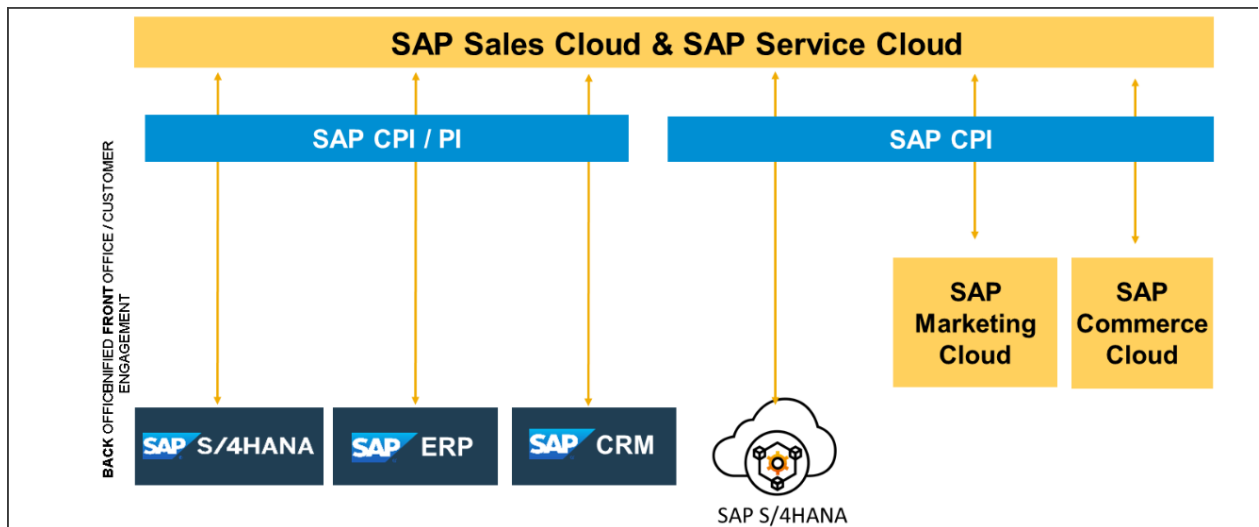 SAP Sales Cloud & SAP Service Cloud
SAP CPI / PI
SAP CPI
BACK OFFICE
NIFIED FRONT OFFICE / CUSTOMER
ENGAGEMENT
SAP
Marketing
Cloud
SAP
Commerce
Cloud
SAP S/4HANA
SAP ERP
SAP CRM
SAP S/4HANA